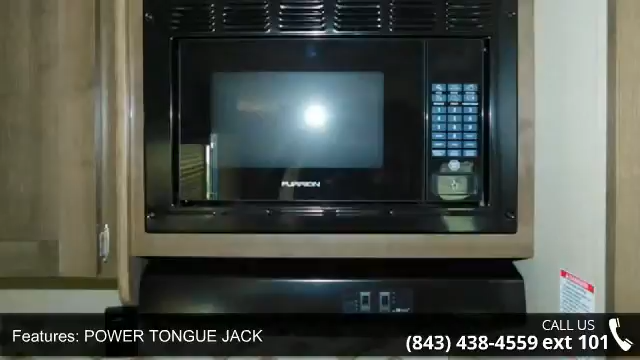 FURRION
Features: POWER TONGUE JACK
CALL US
(843) 438-4559 ext 101